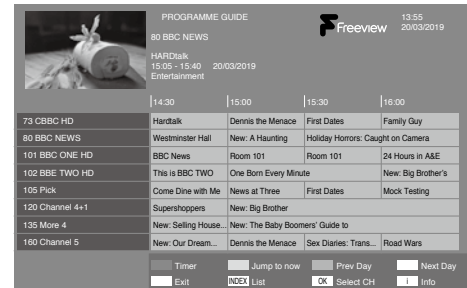 PROGRAMME GUIDE
Freeview
13:55
20/03/2019
80 BBC NEWS
HARDtalk
15:05 - 15:40 20/03/2019
Entertainment
14:30 15:00 15:30 16:00
73 CBBC HD Hardtalk Dennis the Menace First Dates Family Guy
80 BBC NEWS Westminster Hall New: A Haunting Holiday Horrors: Caught on Camera
101 BBC ONE HD BBC News Room 101 Room 101 24 Hours in A&E
102 BBE TWO HD This is BBC TWO One Born Every Minute New: Big Brother's
105 Pick Come Dine with Me News at Three First Dates Mock Testing
120 Channel 4+1 Supershoppers New: Big Brother
135 More 4 New: Selling House... New: The Baby Boomers' Guide to
160 Channel 5 New: Our Dream... Dennis the Menace Sex Diaries: Trans... Road Wars
Timer Jump to now Prev Day Next Day
Exit INDEX List OK Select CH i Info